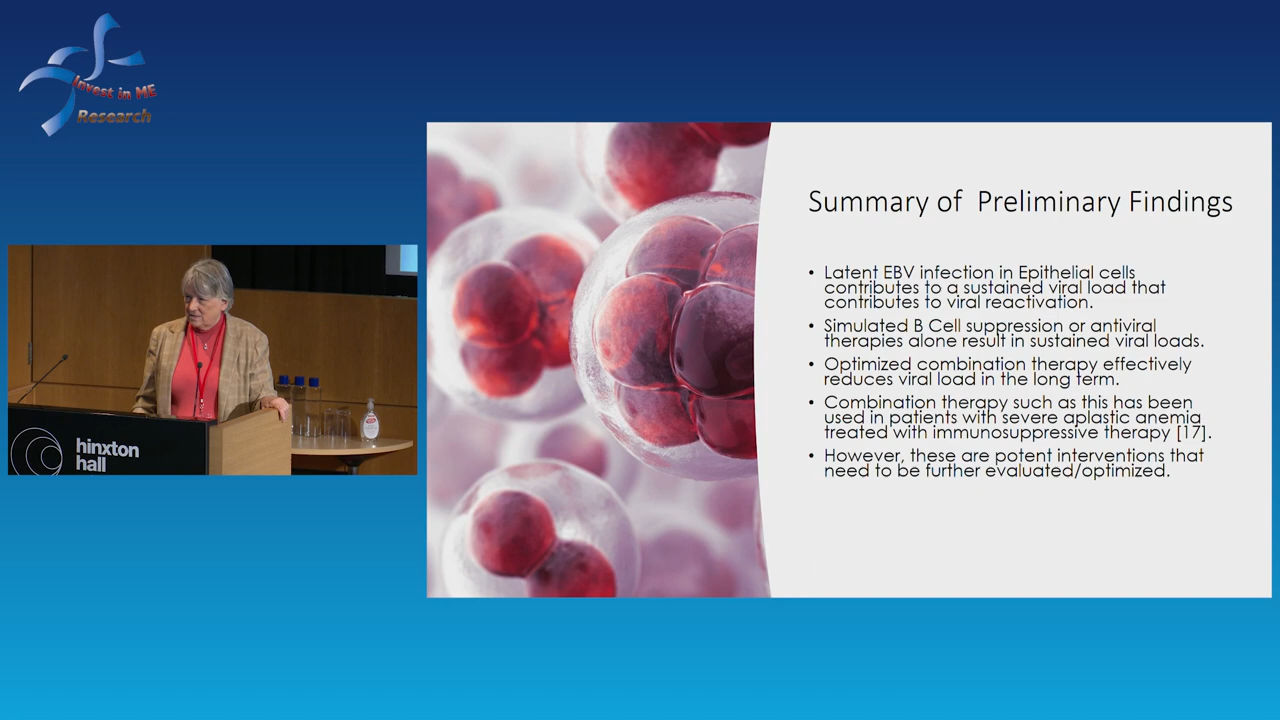 Invest in ME
Research
hinxton
hall
Summary of Preliminary Findings
• Latent EBV infection in Epithelial cells
contributes to a sustained viral load that
contributes to viral reactivation.
• Simulated B Cell suppression or antiviral
therapies alone result in sustained viral loads.
• Optimized combination therapy effectively
reduces viral load in the long term.
• Combination therapy such as this has been
used in patients with severe aplastic anemia
treated with immunosuppressive therapy [17].
• However, these are potent interventions that
need to be further evaluated/optimized.